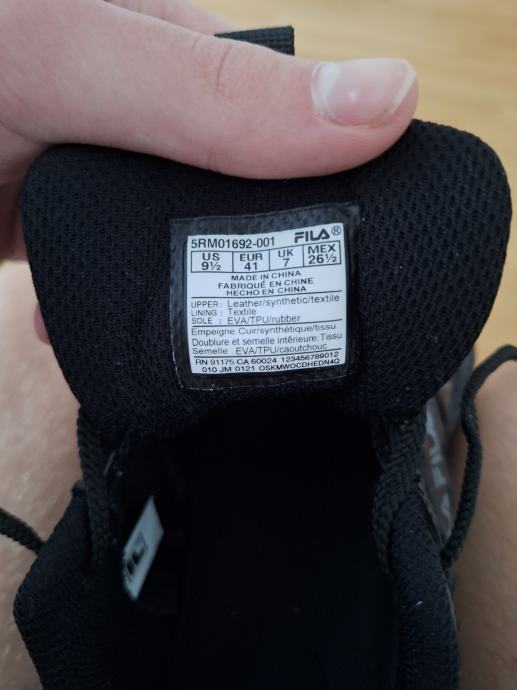 5RM01692-001 FILA®
US EUR UK MEX
9½ 41 7 26½
MADE IN CHINA
FABRIQUÉ EN CHINE
HECHO EN CHINA
UPPER: Leather/synthetic/textile
LINING: Textile
SOLE: EVA/TPU/rubber
Empeigne:Cuir/synthétique/tissu
Doublure et semelle intérieure:Tissu
Semelle: EVA/TPU/caoutchouc
RN 91175 CA 60024 123456789012
010 JM 0121 OSKMWOCDHEDN4Q